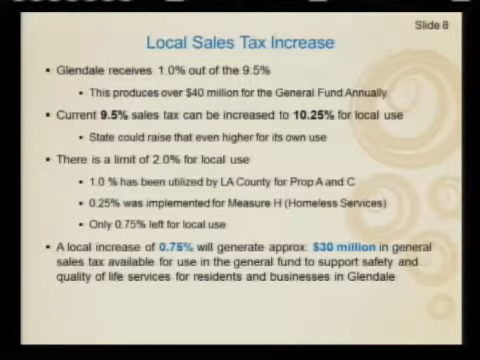 Slide 8
Local Sales Tax Increase
• Glendale receives 1.0% out of the 9.5%
• This produces over $40 million for the General Fund Annually
• Current 9.5% sales tax can be increased to 10.25% for local use
• State could raise that even higher for its own use
• There is a limit of 2.0% for local use
• 1.0 % has been utilized by LA County for Prop A and C
• 0.25% was implemented for Measure H (Homeless Services)
• Only 0.75% left for local use
• A local increase of 0.75% will generate approx. $30 million in general
sales tax available for use in the general fund to support safety and
quality of life services for residents and businesses in Glendale